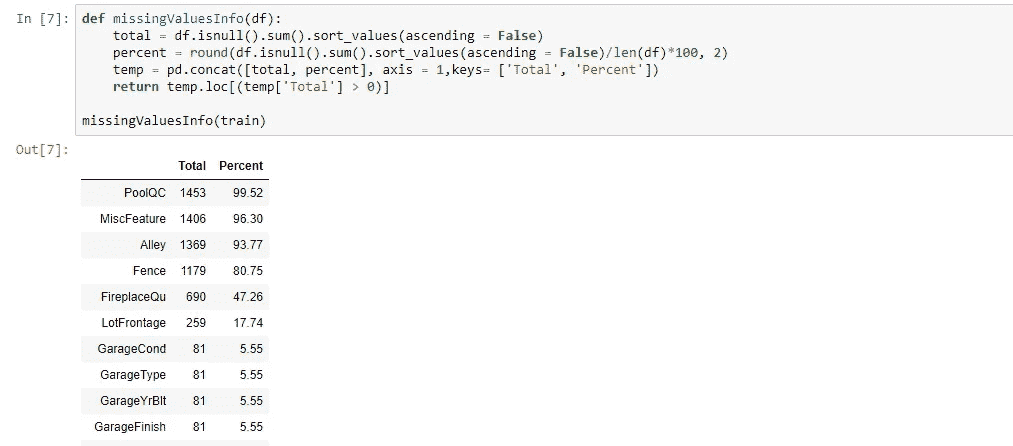 In [7]: def missingValuesInfo(df):
total = df.isnull().sum().sort_values(ascending = False)
percent = round(df.isnull().sum().sort_values(ascending = False)/len(df)*100, 2)
temp = pd.concat([total, percent], axis = 1,keys= ['Total', 'Percent'])
return temp.loc[(temp['Total'] > 0)]
missingValuesInfo(train)
Out[7]:
Total Percent
PoolQC 1453 99.52
MiscFeature 1406 96.30
Alley 1369 93.77
Fence 1179 80.75
FireplaceQu 690 47.26
LotFrontage 259 17.74
GarageCond 81 5.55
GarageType 81 5.55
GarageYrBlt 81 5.55
GarageFinish 81 5.55